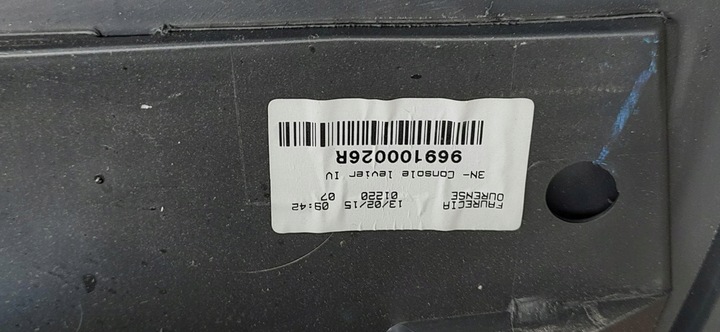 FAURECIA 13/02/15 09:42
OURENSE 01220 07
3N- Console levier IV
969100026R